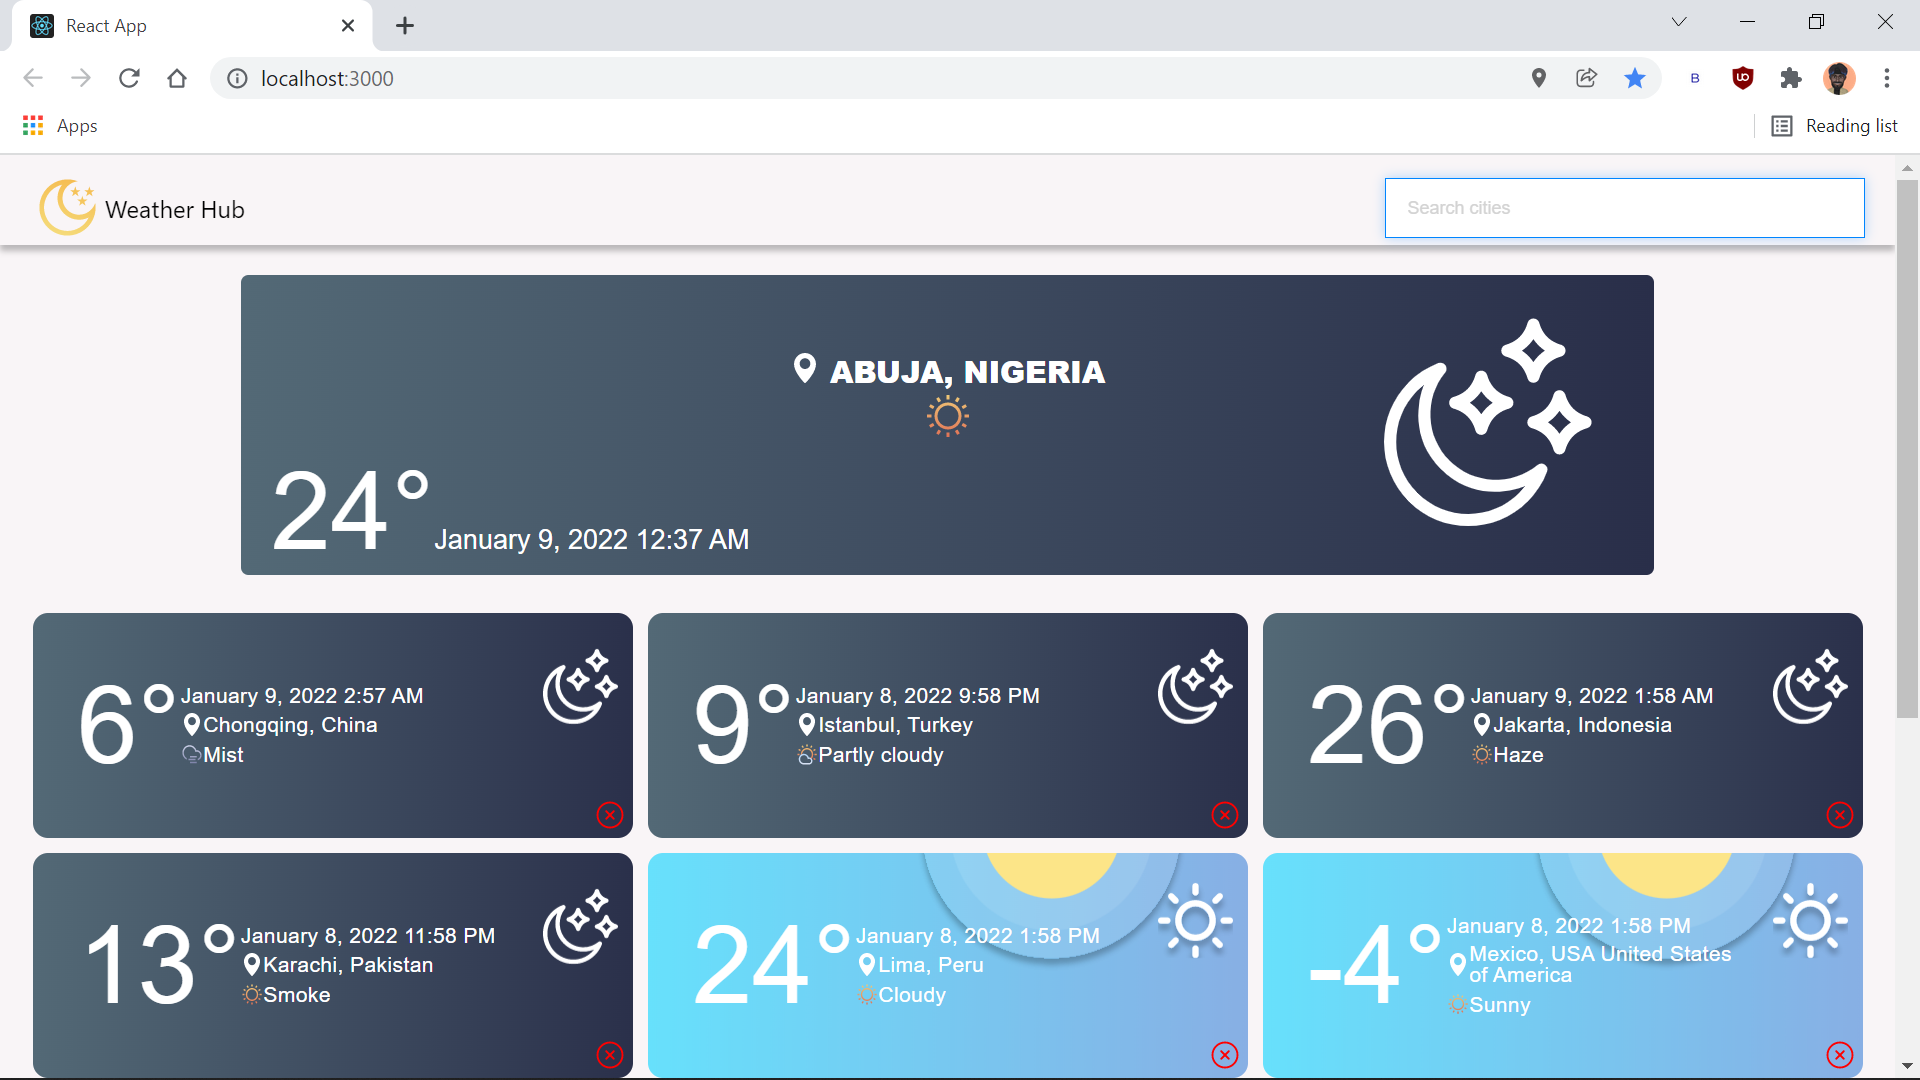 React App
localhost:3000
B
UO
Apps
Reading list
Weather Hub
Search cities
ABUJA, NIGERIA
24°
January 9, 2022 12:37 AM
6°
January 9, 2022 2:57 AM
Chongqing, China
Mist
9°
January 8, 2022 9:58 PM
Istanbul, Turkey
Partly cloudy
26°
January 9, 2022 1:58 AM
Jakarta, Indonesia
Haze
13°
January 8, 2022 11:58 PM
Karachi, Pakistan
Smoke
24°
January 8, 2022 1:58 PM
Lima, Peru
Cloudy
-4°
January 8, 2022 1:58 PM
Mexico, USA United States
of America
Sunny